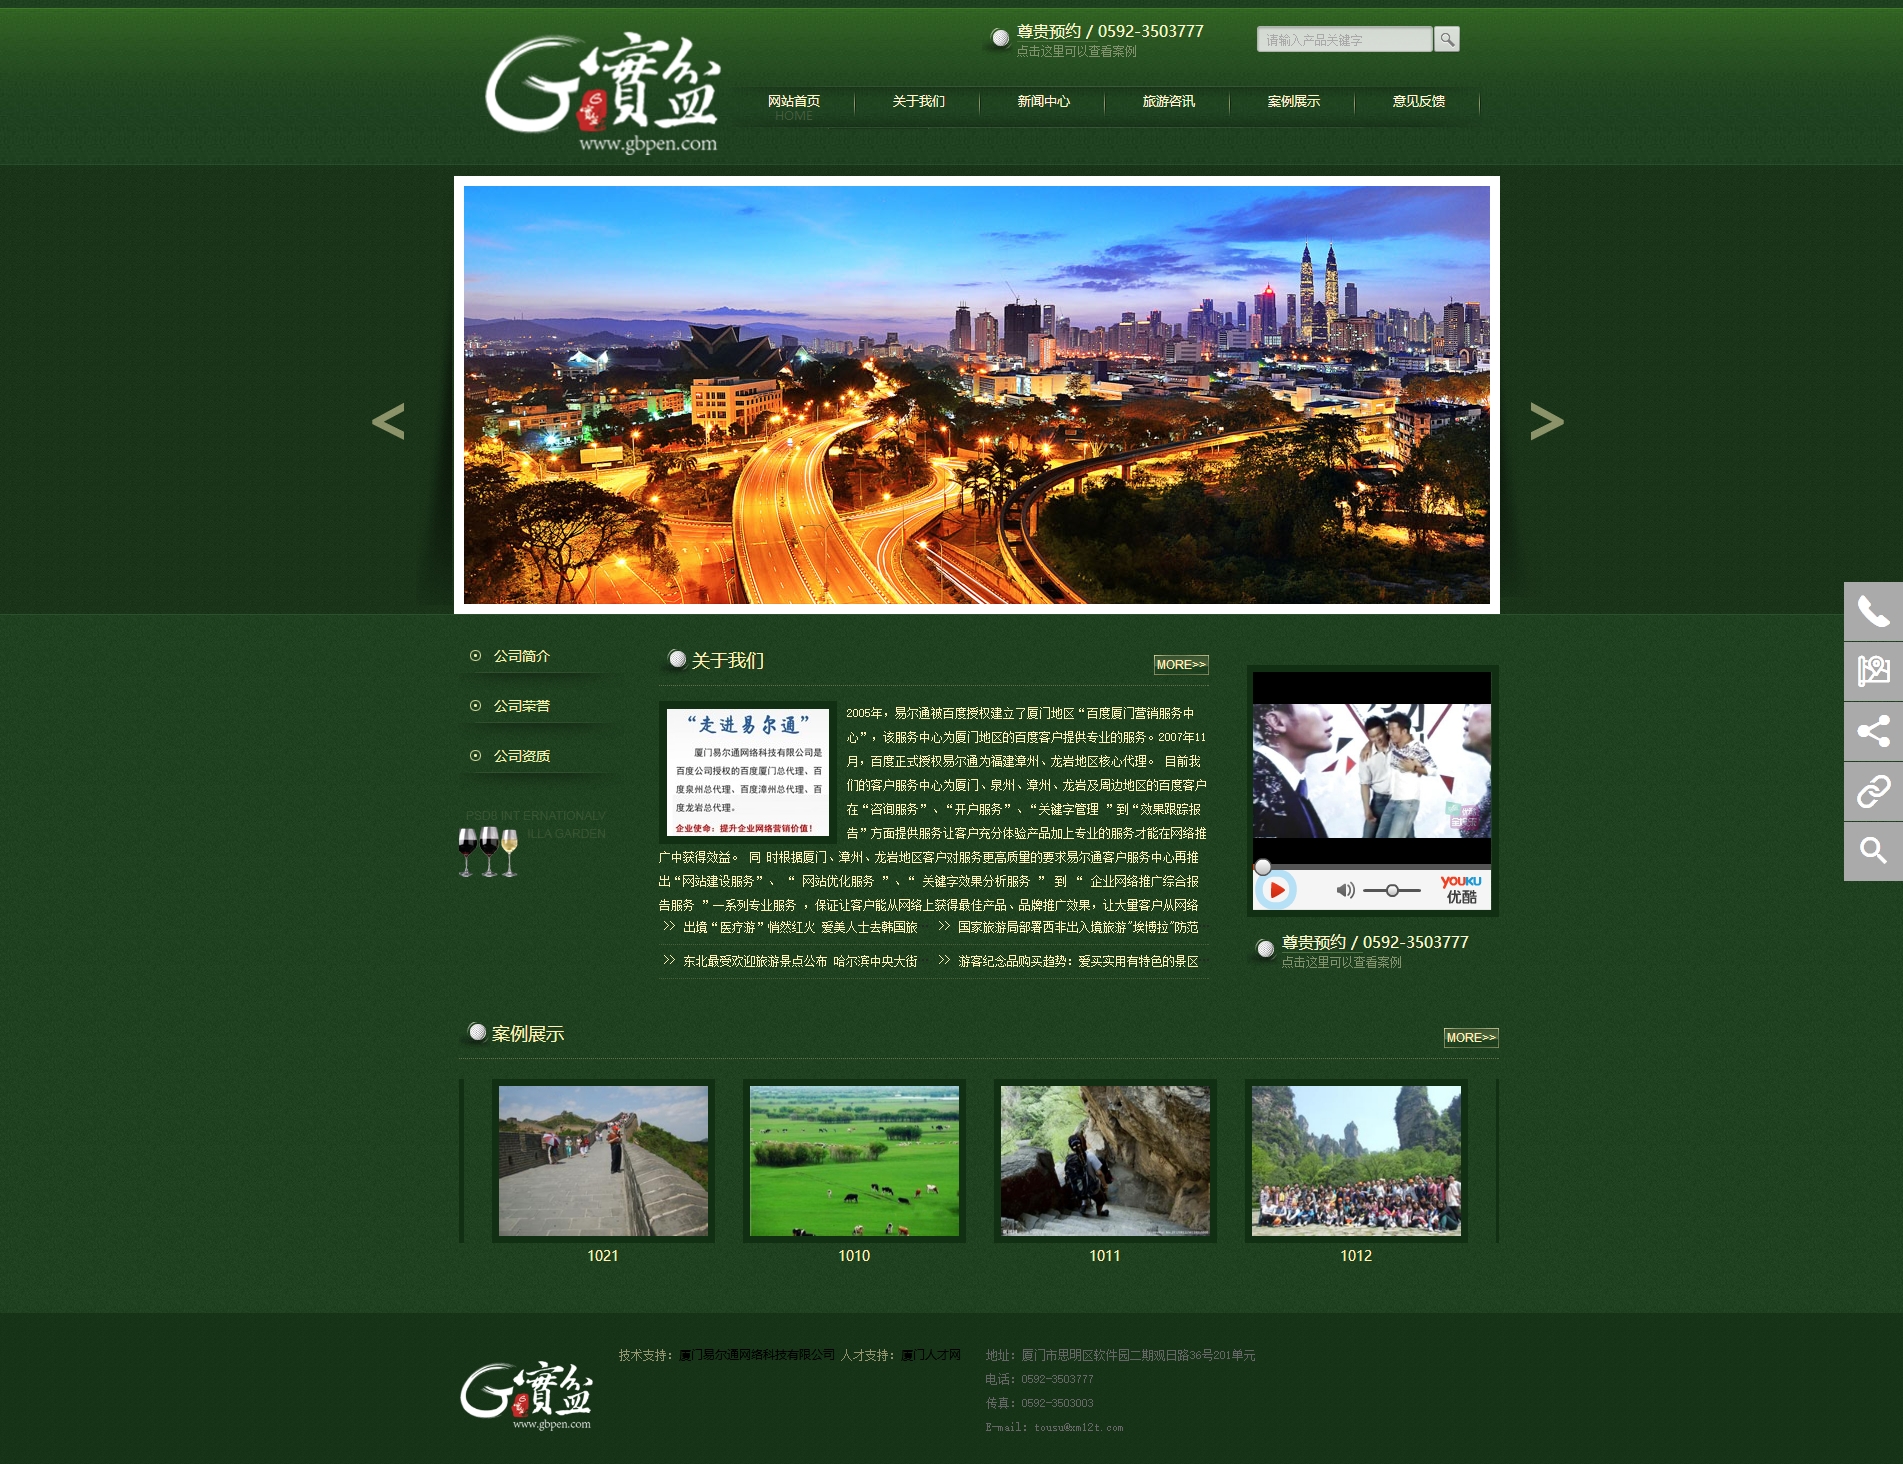 實盆
www.gbpen.com
尊贵预约 / 0592-3503777
点击这里可以查看案例
请输入产品关键字
网站首页
HOME
关于我们
新闻中心
旅游咨讯
案例展示
意见反馈
<
>
公司简介
公司荣誉
公司资质
PSD8 INT ERNATIONALV
ILLA GARDEN
关于我们
MORE>>
“走进易尔通”
厦门易尔通网络科技有限公司是
百度公司授权的百度厦门总代理、百
度泉州总代理、百度漳州总代理、百
度龙岩总代理。
企业使命：提升企业网络营销价值！
2005年，易尔通被百度授权建立了厦门地区“百度厦门营销服务中
心”，该服务中心为厦门地区的百度客户提供专业的服务。2007年11
月，百度正式授权易尔通为福建漳州、龙岩地区核心代理。 目前我
们的客户服务中心为厦门、泉州、漳州、龙岩及周边地区的百度客户
在“咨询服务”、“开户服务”、“关键字管理 ”到“效果跟踪报
告”方面提供服务让客户充分体验产品加上专业的服务才能在网络推
广中获得效益。 同 时根据厦门、漳州、龙岩地区客户对服务更高质量的要求易尔通客户服务中心再推
出“网站建设服务”、 “ 网站优化服务 ”、“ 关键字效果分析服务 ” 到 “ 企业网络推广综合报
告服务 ”一系列专业服务 ，保证让客户能从网络上获得最佳产品、品牌推广效果，让大量客户从网络
出境“医疗游”悄然红火 爱美人士去韩国旅
国家旅游局部署西非出入境旅游"埃博拉"防范
东北最受欢迎旅游景点公布 哈尔滨中央大街
游客纪念品购买趋势：爱买实用有特色的景区
YOUKU
优酷
尊贵预约 / 0592-3503777
点击这里可以查看案例
案例展示
MORE>>
1021
1010
1011
1012
實盆
www.gbpen.com
技术支持：厦门易尔通网络科技有限公司 人才支持：厦门人才网
地址：厦门市思明区软件园二期观日路36号201单元
电话：0592-3503777
传真：0592-3503003
E-mail: tousu@xm12t.com